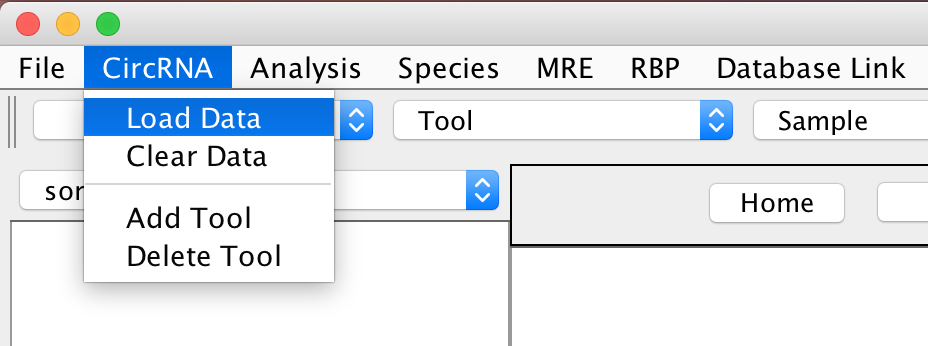 File CircRNA Analysis Species MRE RBP Database Link
Load Data
Tool
Sample
Clear Data
Home
Add Tool
Delete Tool